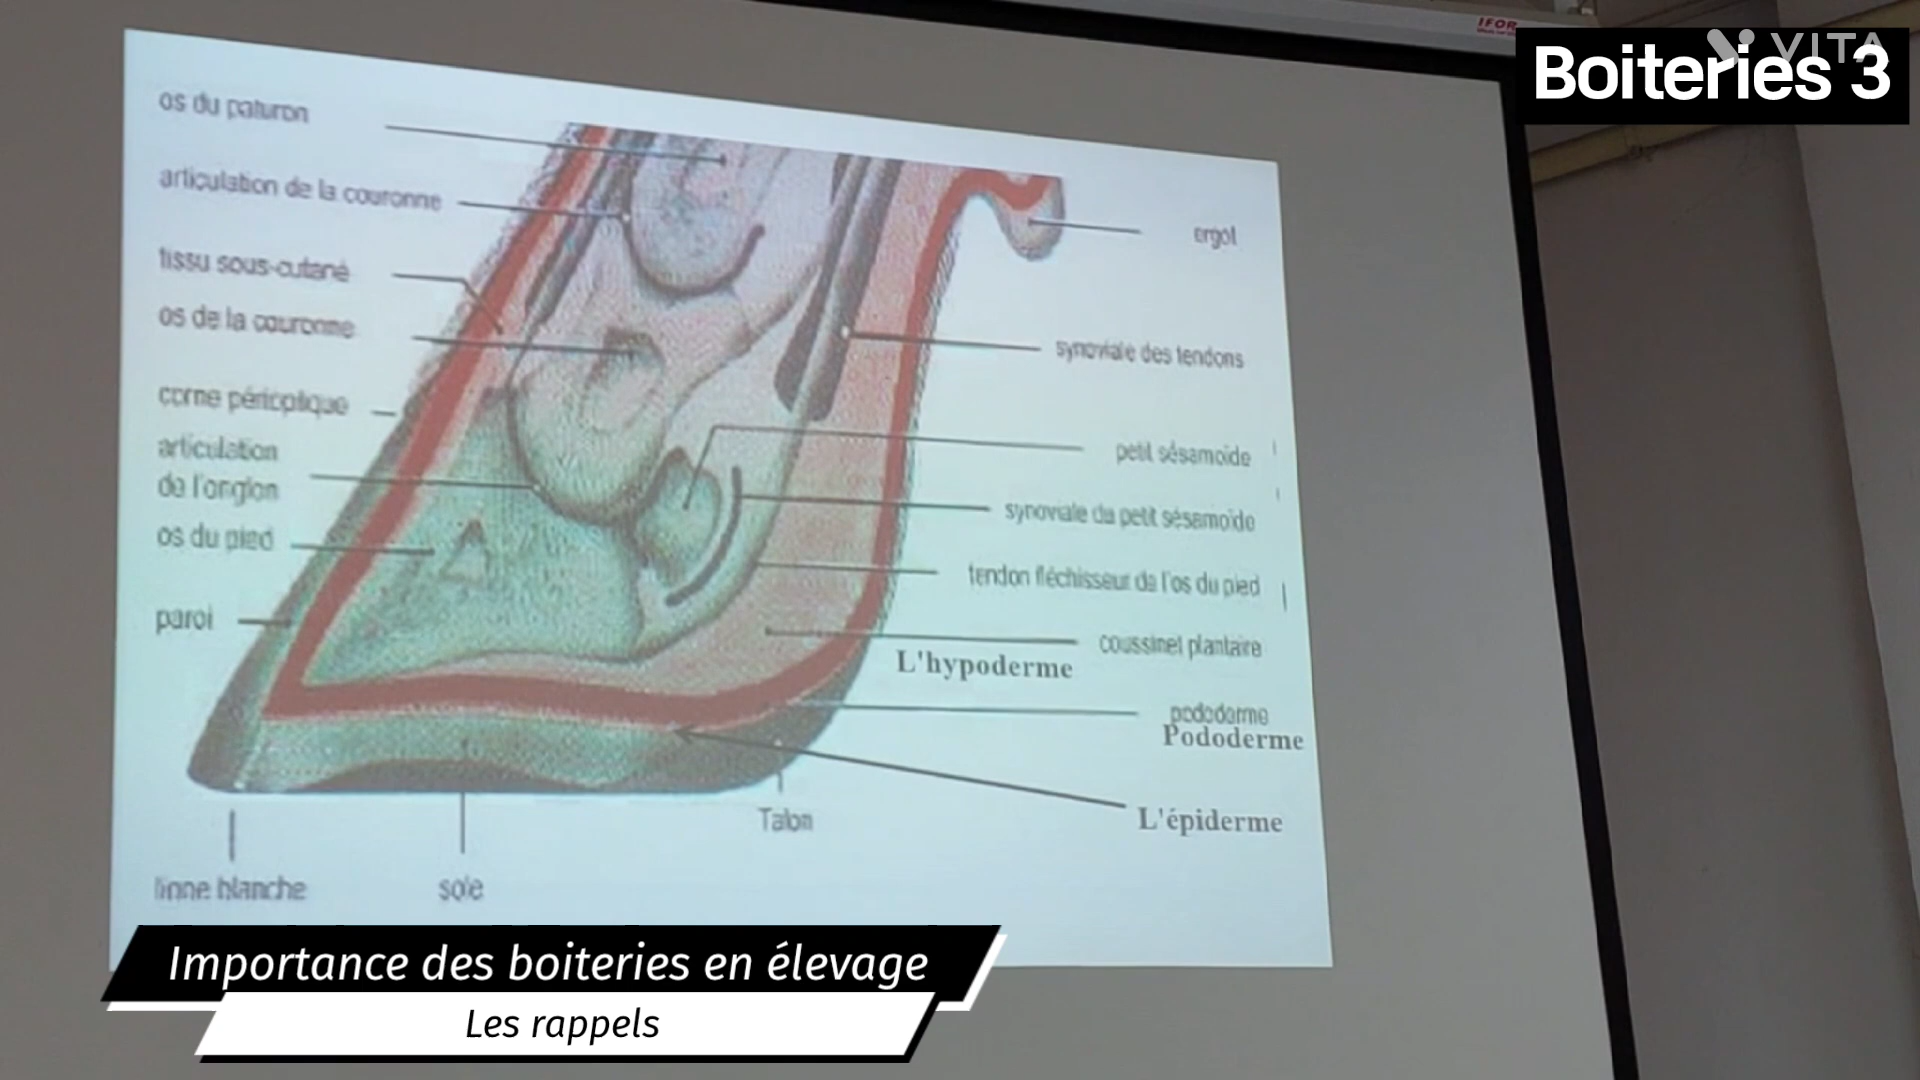 IFOR
VITA
Boiteries 3
os du paturon
articulation de la couronne
tissu sous-cutané
os de la couronne
corne périoplique
articulation
de l'onglon
os du pied
paroi
ergot
synoviale des tendons
petit sésamoïde
synoviale du petit sésamoïde
tendon fléchisseur de l'os du pied
coussinet plantaire
L'hypoderme
pododerme
Pododerme
L'épiderme
Talon
ligne blanche
sole
Importance des boiteries en élevage
Les rappels